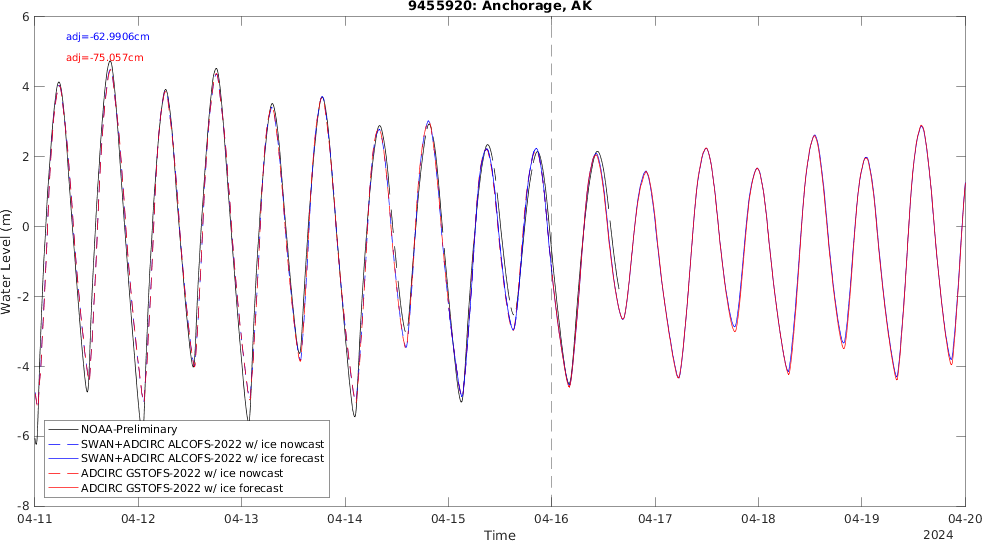 9455920: Anchorage, AK
adj=-62.9906cm
adj=-75.057cm
6
4
2
0
-2
-4
-6
-8
Water Level (m)
NOAA-Preliminary
SWAN+ADCIRC ALCOFS-2022 w/ ice nowcast
SWAN+ADCIRC ALCOFS-2022 w/ ice forecast
ADCIRC GSTOFS-2022 w/ ice nowcast
ADCIRC GSTOFS-2022 w/ ice forecast
04-11 04-12 04-13 04-14 04-15 04-16 04-17 04-18 04-19 04-20
Time
2024